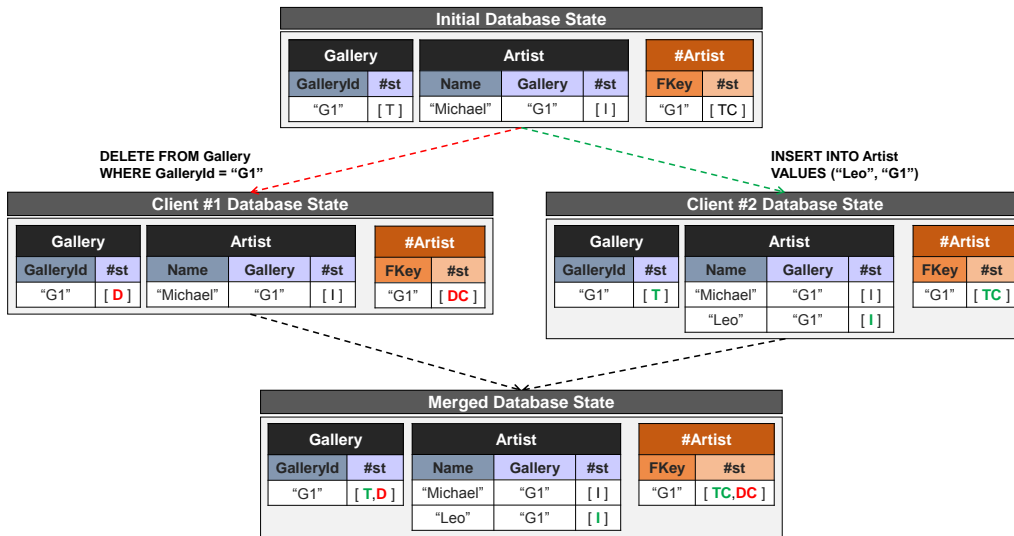 Initial Database State
Gallery Artist #Artist
GalleryId #st Name Gallery #st FKey #st
“G1” [ T ] “Michael” “G1” [ I ] “G1” [ TC ]
DELETE FROM Gallery
WHERE GalleryId = “G1”
INSERT INTO Artist
VALUES (“Leo”, “G1”)
Client #1 Database State
Gallery Artist #Artist
GalleryId #st Name Gallery #st FKey #st
“G1” [ D ] “Michael” “G1” [ I ] “G1” [ DC ]
Client #2 Database State
Gallery Artist #Artist
GalleryId #st Name Gallery #st FKey #st
“G1” [ T ] “Michael” “G1” [ I ] “G1” [ TC ]
“Leo” “G1” [ I ]
Merged Database State
Gallery Artist #Artist
GalleryId #st Name Gallery #st FKey #st
“G1” [ T,D ] “Michael” “G1” [ I ] “G1” [ TC,DC ]
“Leo” “G1” [ I ]